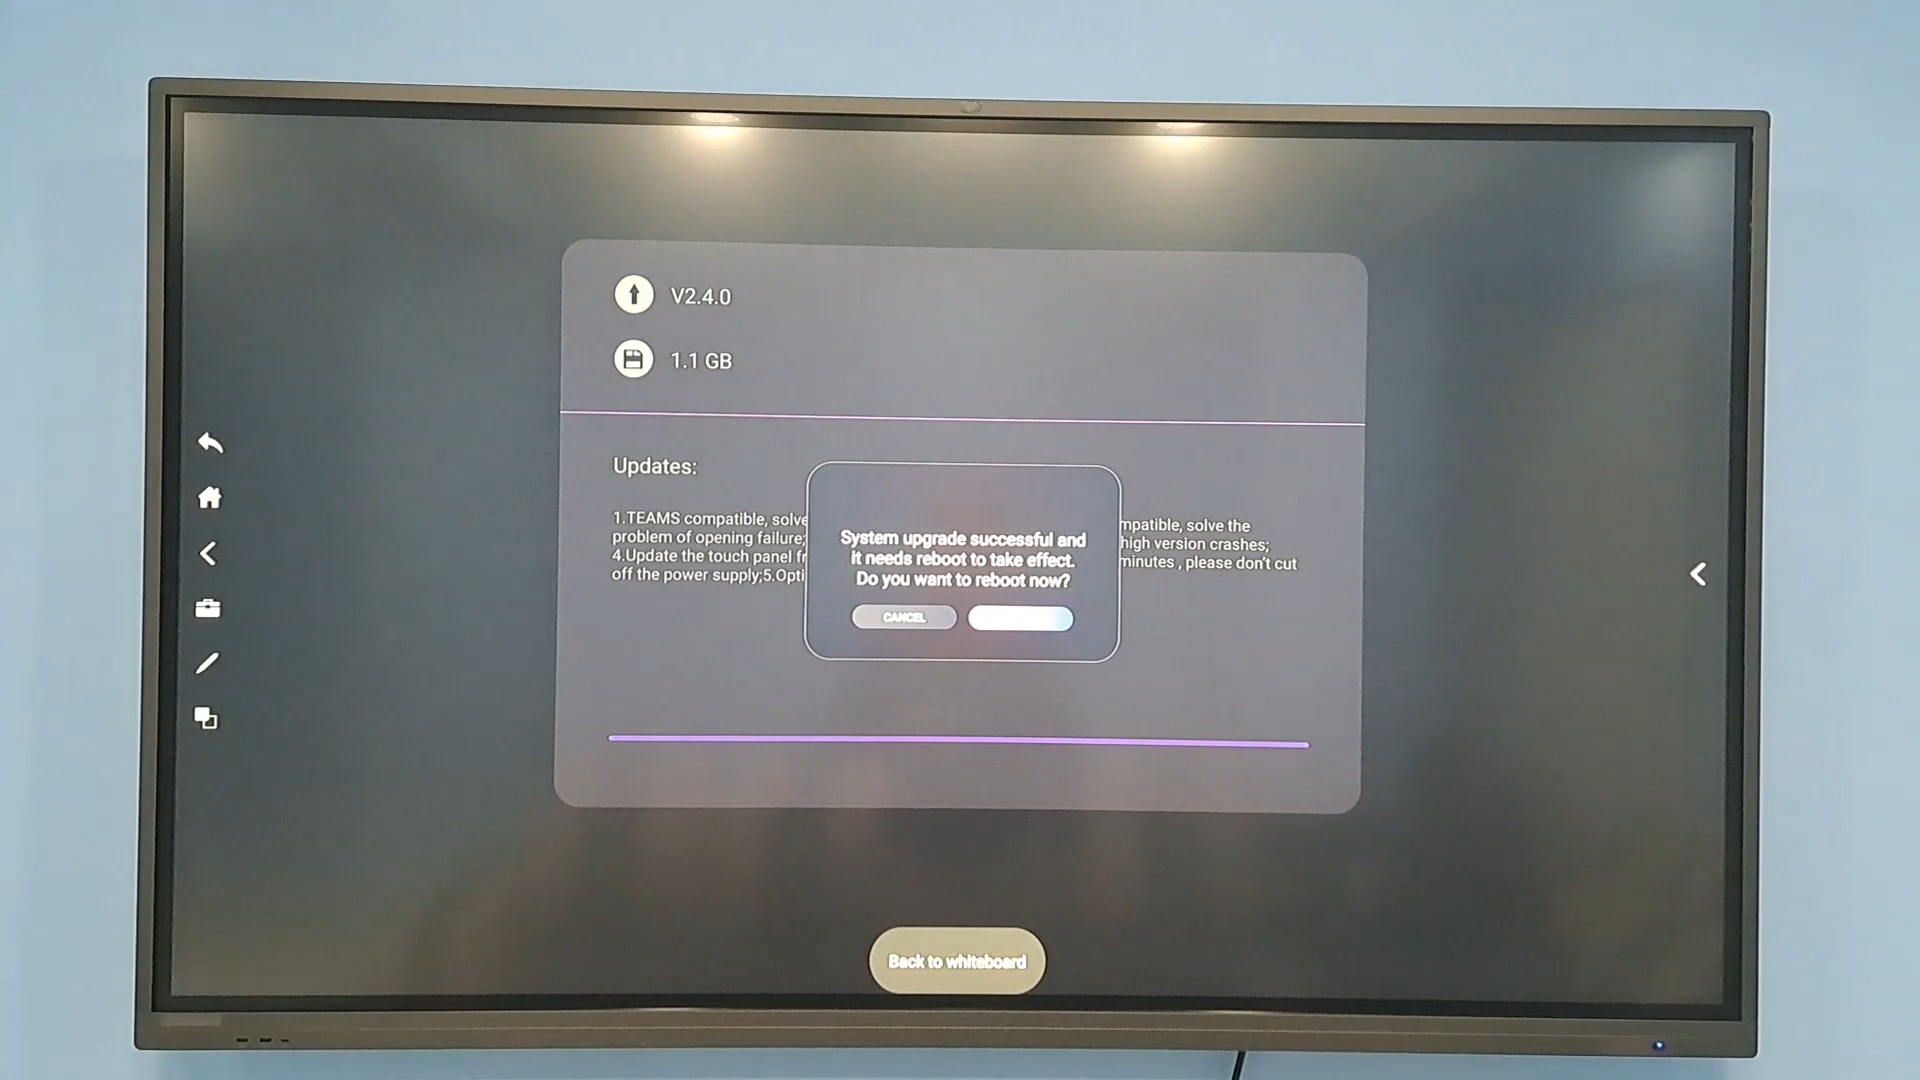 V2.4.0
1.1 GB
Updates:
1.TEAMS compatible, solve
mpatible, solve the
problem of opening failure;
high version crashes;
4.Update the touch panel fr
minutes , please don't cut
off the power supply;5.Opti
System upgrade successful and
it needs reboot to take effect.
Do you want to reboot now?
CANCEL
Back to whiteboard